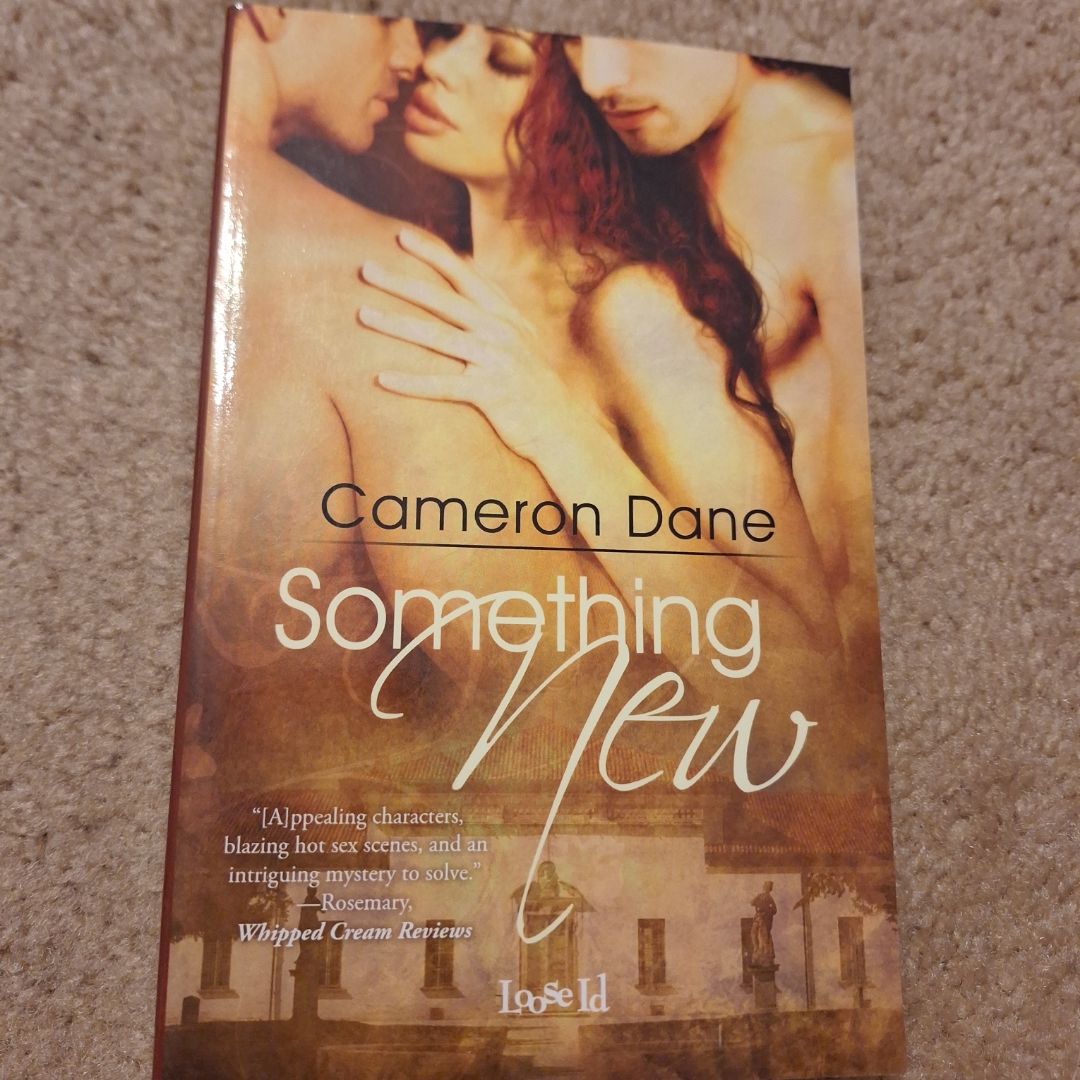 Cameron Dane
Something
New
“[A]ppealing characters,
blazing hot sex scenes, and an
intriguing mystery to solve.”
—Rosemary,
Whipped Cream Reviews
Loose Id